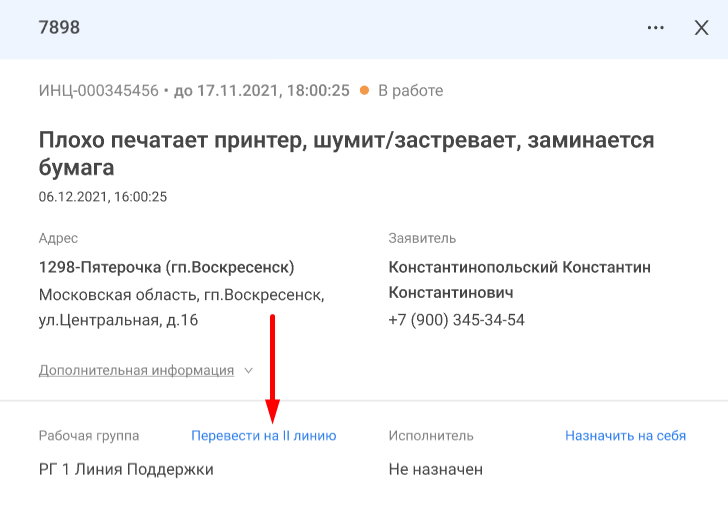 7898
ИНЦ-000345456 • до 17.11.2021, 18:00:25 В работе
Плохо печатает принтер, шумит/застревает, заминается
бумага
06.12.2021, 16:00:25
Адрес
1298-Пятерочка (гп.Воскресенск)
Московская область, гп.Воскресенск,
ул.Центральная, д.16
Заявитель
Константинопольский Константин
Константинович
+7 (900) 345-34-54
Дополнительная информация
Рабочая группа Перевести на II линию
РГ 1 Линия Поддержки
Исполнитель Назначить на себя
Не назначен